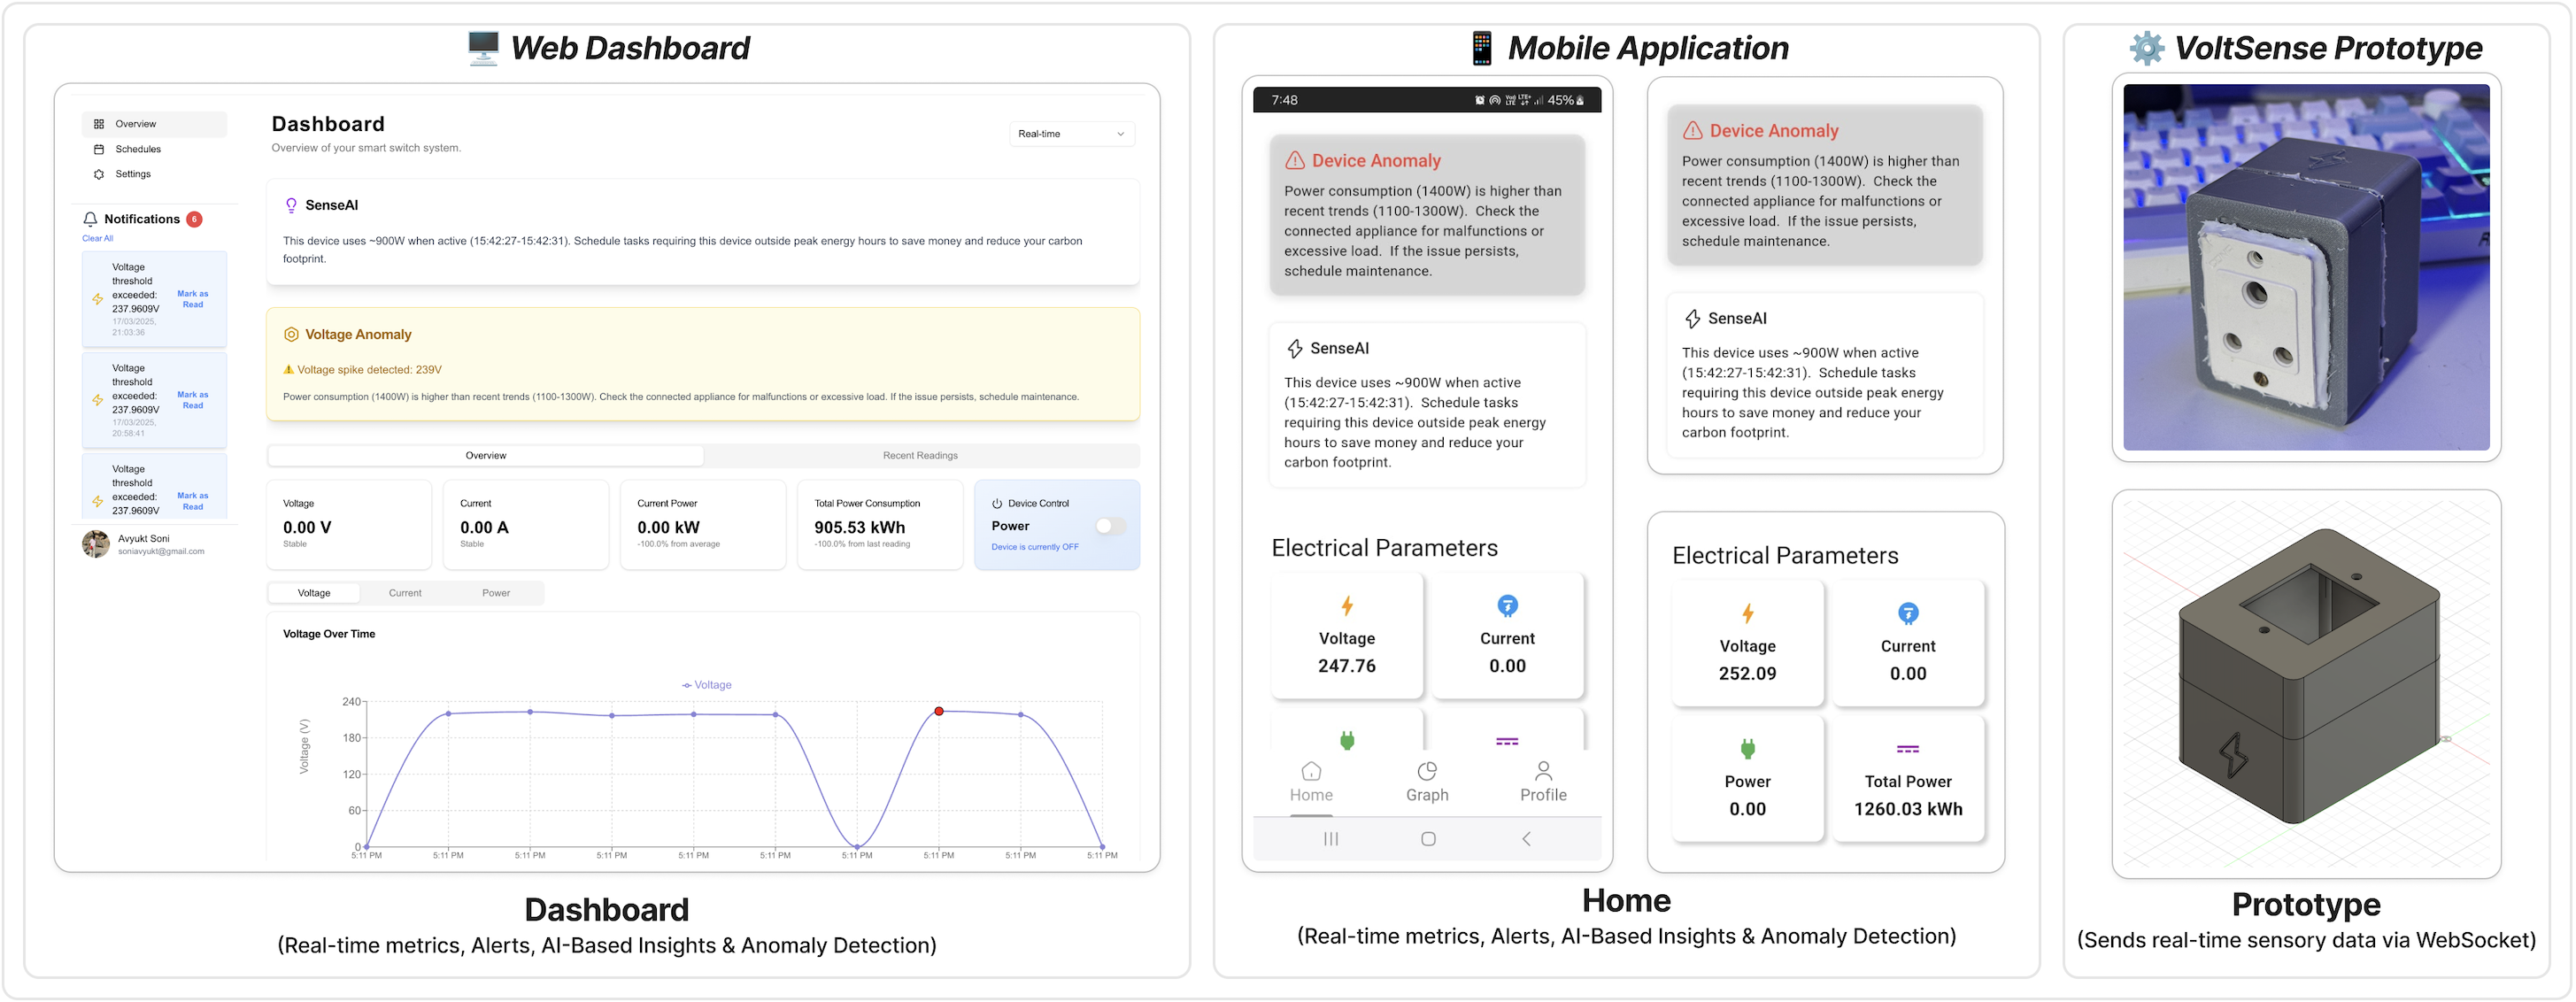 Web Dashboard
Overview
Schedules
Settings
Notifications 6
Clear All
Voltage
threshold
exceeded:
237.9609V
17/03/2025,
21:03:36
Mark as
Read
Voltage
threshold
exceeded:
237.9609V
17/03/2025,
20:58:41
Mark as
Read
Voltage
threshold
exceeded:
237.9609V
Mark as
Read
Avyukt Soni
soniavyukt@gmail.com
Dashboard
Overview of your smart switch system.
Real-time
SenseAI
This device uses ~900W when active (15:42:27-15:42:31). Schedule tasks requiring this device outside peak energy hours to save money and reduce your carbon
footprint.
Voltage Anomaly
Voltage spike detected: 239V
Power consumption (1400W) is higher than recent trends (1100-1300W). Check the connected appliance for malfunctions or excessive load. If the issue persists, schedule maintenance.
Overview
Recent Readings
Voltage
0.00 V
Stable
Current
0.00 A
Stable
Current Power
0.00 kW
-100.0% from average
Total Power Consumption
905.53 kWh
-100.0% from last reading
Device Control
Power
Device is currently OFF
Voltage
Current
Power
Voltage Over Time
Voltage
Voltage (V)
240
180
120
60
0
5:11 PM
5:11 PM
5:11 PM
5:11 PM
5:11 PM
5:11 PM
5:11 PM
5:11 PM
5:11 PM
5:11 PM
Dashboard
(Real-time metrics, Alerts, AI-Based Insights & Anomaly Detection)
Mobile Application
7:48
45%
Device Anomaly
Power consumption (1400W) is higher than
recent trends (1100-1300W). Check the
connected appliance for malfunctions or
excessive load. If the issue persists,
schedule maintenance.
SenseAI
This device uses ~900W when active
(15:42:27-15:42:31). Schedule tasks
requiring this device outside peak energy
hours to save money and reduce your
carbon footprint.
Electrical Parameters
Voltage
247.76
Current
0.00
Home
Graph
Profile
Device Anomaly
Power consumption (1400W) is higher than
recent trends (1100-1300W). Check the
connected appliance for malfunctions or
excessive load. If the issue persists,
schedule maintenance.
SenseAI
This device uses ~900W when active
(15:42:27-15:42:31). Schedule tasks
requiring this device outside peak energy
hours to save money and reduce your
carbon footprint.
Electrical Parameters
Voltage
252.09
Current
0.00
Power
0.00
Total Power
1260.03 kWh
Home
(Real-time metrics, Alerts, AI-Based Insights & Anomaly Detection)
VoltSense Prototype
Prototype
(Sends real-time sensory data via WebSocket)